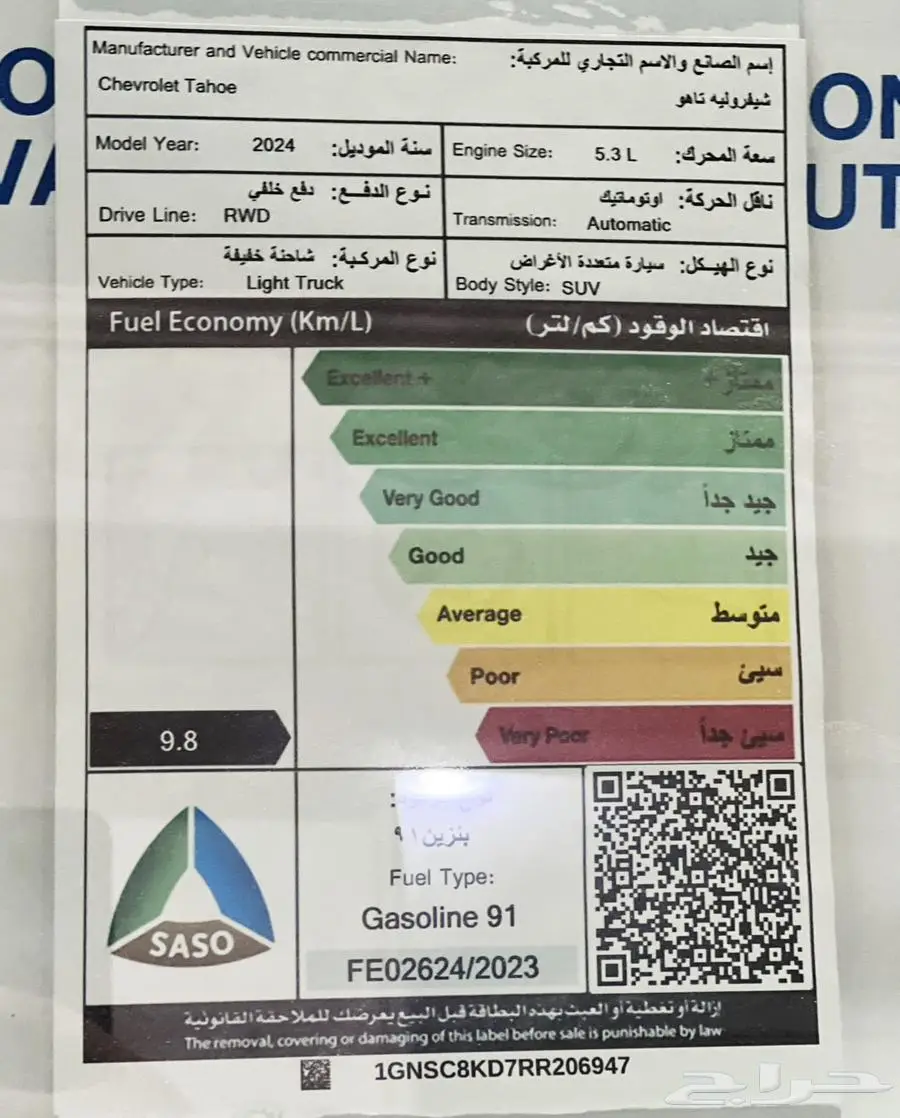 Manufacturer and Vehicle commercial Name: إسم الصانع والاسم التجاري للمركبة:
Chevrolet Tahoe شيفروليه تاهو
Model Year: 2024 سنة الموديل:
Engine Size: 5.3 L سعة المحرك:
نوع الدفع: دفع خلفي
Drive Line: RWD
ناقل الحركة: اوتوماتيك
Transmission: Automatic
نوع المركبة: شاحنة خفيفة
Vehicle Type: Light Truck
نوع الهيكل: سيارة متعددة الأغراض
Body Style: SUV
Fuel Economy (Km/L) اقتصاد الوقود (كم/لتر)
Excellent + ممتاز +
Excellent ممتاز
Very Good جيد جداً
Good جيد
Average متوسط
Poor سيئ
Very Poor سيئ جداً
9.8
SASO
بنزين ٩١
Fuel Type:
Gasoline 91
FE02624/2023
إزالة أو تغطية أو العبث بهذه البطاقة قبل البيع يعرضك للملاحقة القانونية
The removal, covering or damaging of this label before sale is punishable by law
1GNSC8KD7RR206947
حراج